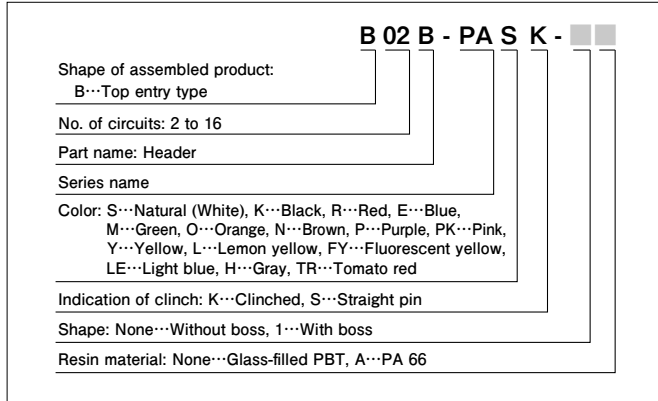 B 02 B - PA S K -
Shape of assembled product:
B···Top entry type
No. of circuits: 2 to 16
Part name: Header
Series name
Color: S···Natural (White), K···Black, R···Red, E···Blue,
M···Green, O···Orange, N···Brown, P···Purple, PK···Pink,
Y···Yellow, L···Lemon yellow, FY···Fluorescent yellow,
LE···Light blue, H···Gray, TR···Tomato red
Indication of clinch: K···Clinched, S···Straight pin
Shape: None···Without boss, 1···With boss
Resin material: None···Glass-filled PBT, A···PA 66